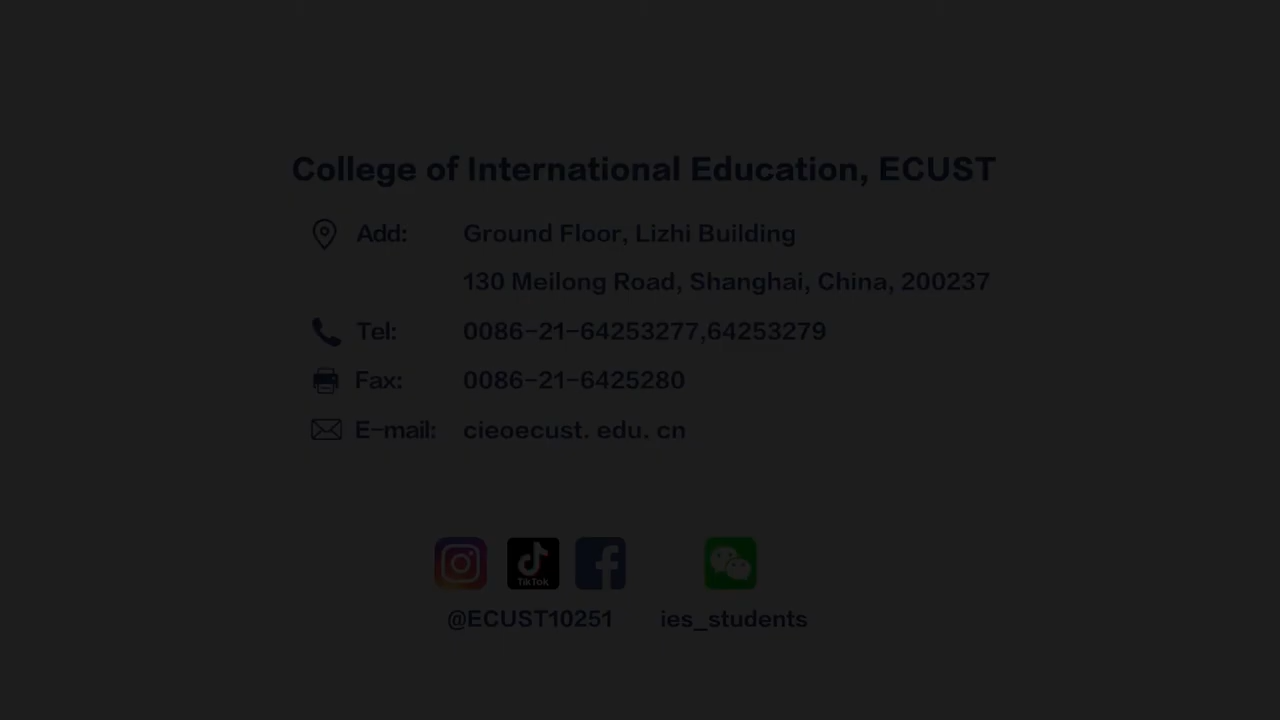 College of International Education, ECUST
Add: Ground Floor, Lizhi Building
130 Meilong Road, Shanghai, China, 200237
Tel: 0086-21-64253277,64253279
Fax: 0086-21-6425280
E-mail: cieoecust. edu. cn
TikTok
@ECUST10251 ies_students